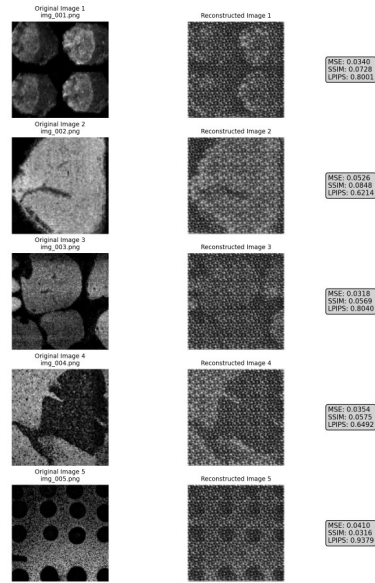 Original Image 1
img_001.png
Reconstructed Image 1
MSE: 0.0340
SSIM: 0.0728
LPIPS: 0.8001
Original Image 2
img_002.png
Reconstructed Image 2
MSE: 0.0526
SSIM: 0.0848
LPIPS: 0.6214
Original Image 3
img_003.png
Reconstructed Image 3
MSE: 0.0318
SSIM: 0.0569
LPIPS: 0.8040
Original Image 4
img_004.png
Reconstructed Image 4
MSE: 0.0354
SSIM: 0.0575
LPIPS: 0.6492
Original Image 5
img_005.png
Reconstructed Image 5
MSE: 0.0410
SSIM: 0.0316
LPIPS: 0.9379